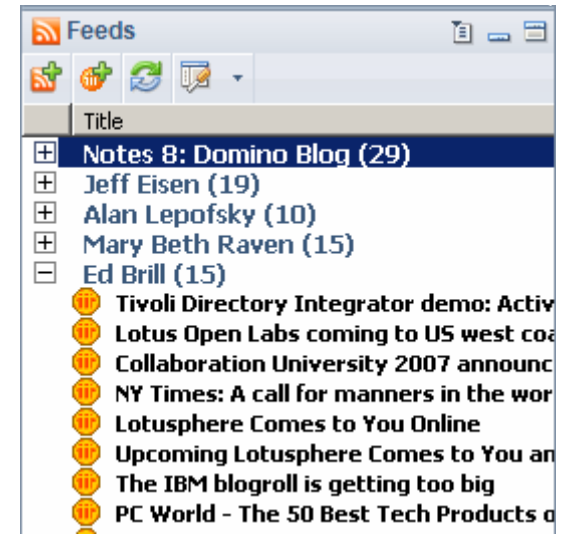 Feeds
Title
Notes 8: Domino Blog (29)
Jeff Eisen (19)
Alan Lepofsky (10)
Mary Beth Raven (15)
Ed Brill (15)
Tivoli Directory Integrator demo: Activ
Lotus Open Labs coming to US west coa
Collaboration University 2007 announc
NY Times: A call for manners in the wor
Lotusphere Comes to You Online
Upcoming Lotusphere Comes to You an
The IBM blogroll is getting too big
PC World - The 50 Best Tech Products o